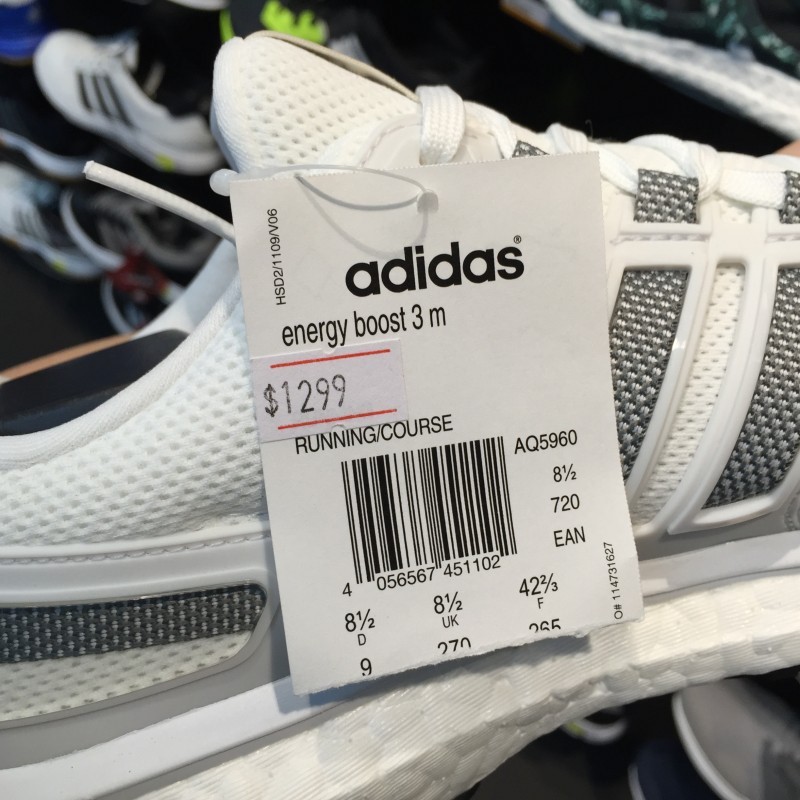 HSD2/1109/V06
adidas®
energy boost 3 m
$1299
RUNNING/COURSE
AQ5960
8½
720
EAN
4 056567 451102
8½ 8½ 42⅔
D UK F
9 270 265
O# 114731627